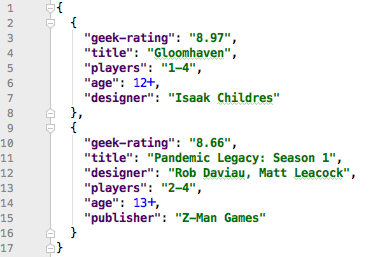 1 {
2   {
3     "geek-rating": "8.97",
4     "title": "Gloomhaven",
5     "players": "1-4",
6     "age": 12+,
7     "designer": "Isaak Childres"
8   },
9   {
10     "geek-rating": "8.66",
11     "title": "Pandemic Legacy: Season 1",
12     "designer": "Rob Daviau, Matt Leacock",
13     "players": "2-4",
14     "age": 13+,
15     "publisher": "Z-Man Games"
16   }
17 }